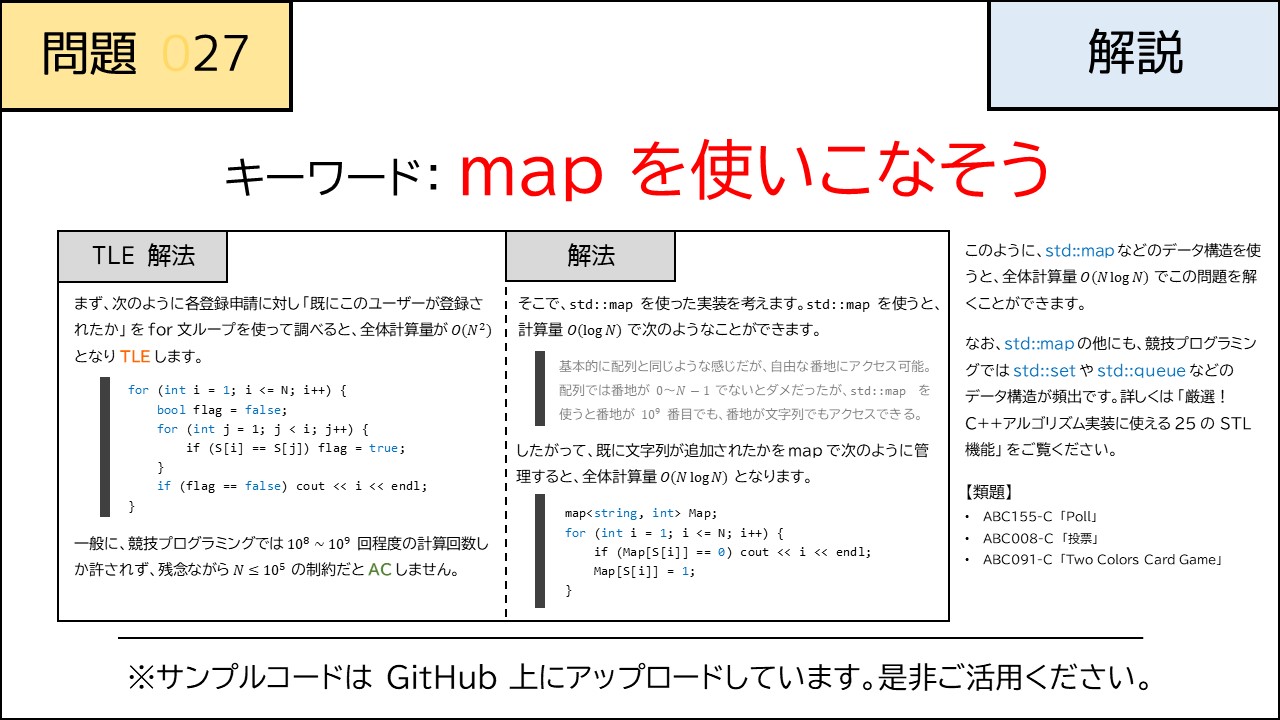 問題 027
解説
キーワード: map を使いこなそう
TLE 解法
まず、次のように各登録申請に対し「既にこのユーザーが登録さ
れたか」を for 文ループを使って調べると、全体計算量が O(N²)
となり TLE します。
for (int i = 1; i <= N; i++) {
    bool flag = false;
    for (int j = 1; j < i; j++) {
        if (S[i] == S[j]) flag = true;
    }
    if (flag == false) cout << i << endl;
}
一般に、競技プログラミングでは 10⁸ ~ 10⁹ 回程度の計算回数し
か許されず、残念ながら N ≤ 10⁵ の制約だと AC しません。
解法
そこで、std::map を使った実装を考えます。std::map を使うと、
計算量 O(log N) で次のようなことができます。
基本的に配列と同じような感じだが、自由な番地にアクセス可能。
配列では番地が 0~N − 1 でないとダメだったが、std::map を
使うと番地が 10⁹ 番目でも、番地が文字列でもアクセスできる。
したがって、既に文字列が追加されたかを map で次のように管
理すると、全体計算量 O(N log N) となります。
map<string, int> Map;
for (int i = 1; i <= N; i++) {
    if (Map[S[i]] == 0) cout << i << endl;
    Map[S[i]] = 1;
}
このように、std::map などのデータ構造を使
うと、全体計算量 O(N log N) でこの問題を解
くことができます。
なお、std::map の他にも、競技プログラミン
グでは std::set や std::queue などの
データ構造が頻出です。詳しくは「厳選!
C++アルゴリズム実装に使える 25 の STL
機能」をご覧ください。
【類題】
• ABC155-C「Poll」
• ABC008-C「投票」
• ABC091-C「Two Colors Card Game」
※サンプルコードは GitHub 上にアップロードしています。是非ご活用ください。